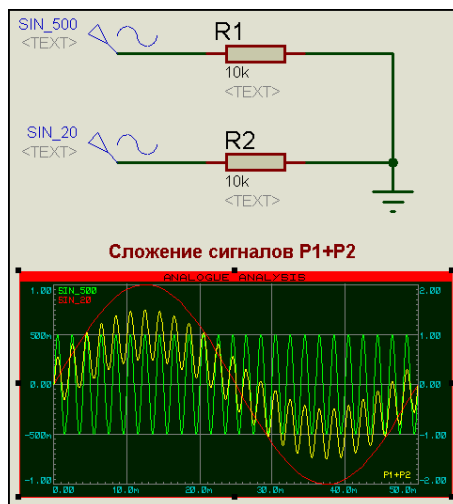 SIN_500
<TEXT>
R1
10k
<TEXT>
SIN_20
<TEXT>
R2
10k
<TEXT>
Сложение сигналов P1+P2
ANALOGUE ANALYSIS
1.00 SIN_500 2.00
SIN_20
500m 1.00
0.00 0.00
-500m -1.00
P1+P2
-1.00 -2.00
0.00 10.0m 20.0m 30.0m 40.0m 50.0m